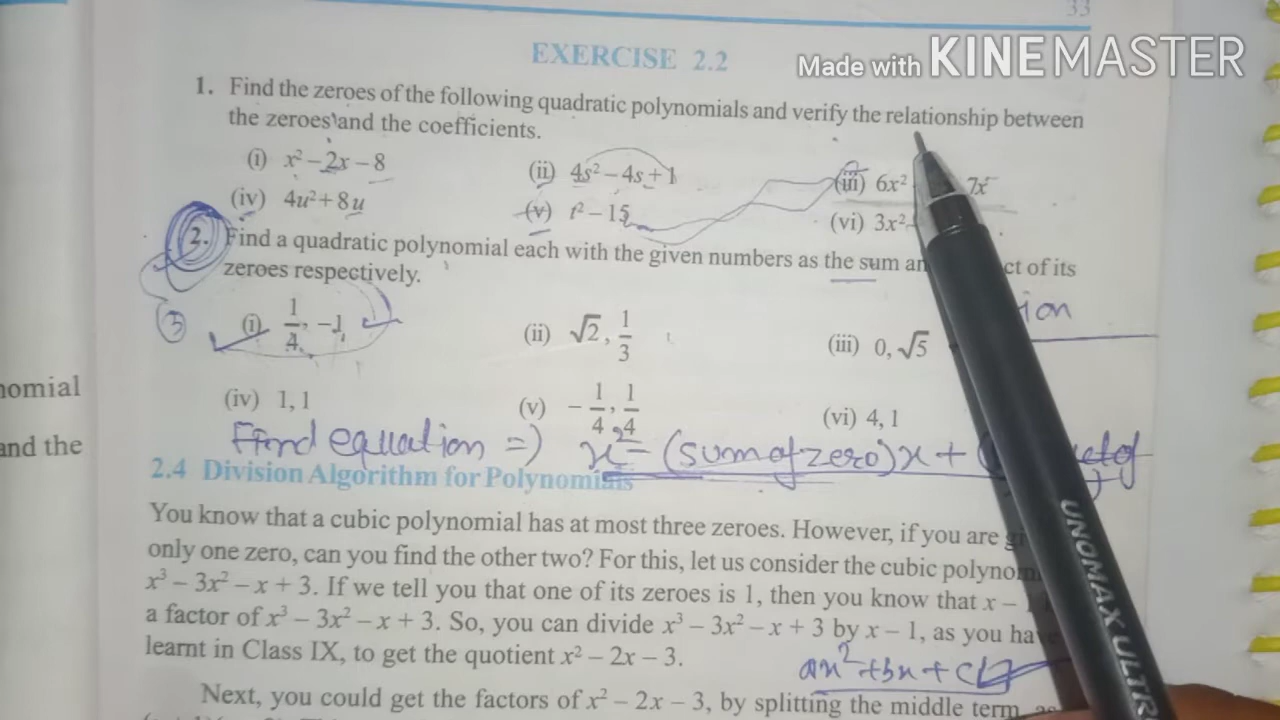 33
Made with KINEMASTER
EXERCISE 2.2
1. Find the zeroes of the following quadratic polynomials and verify the relationship between
the zeroes and the coefficients.
(i) x² – 2x – 8 (ii) 4s² – 4s + 1 (iii) 6x² 7x
(iv) 4u² + 8u (v) t² – 15 (vi) 3x² –
2. Find a quadratic polynomial each with the given numbers as the sum ct of its
zeroes respectively.
ion
3 (i) 1/4, –1 (ii) √2, 1/3 (iii) 0, √5
(iv) 1, 1 (v) –1/4, 1/4 (vi) 4, 1
nomial
Find equation => x² – (sum of zero)x + ct of
and the
2.4 Division Algorithm for Polynomials
You know that a cubic polynomial has at most three zeroes. However, if you are gi
only one zero, can you find the other two? For this, let us consider the cubic polynom
x³ – 3x² – x + 3. If we tell you that one of its zeroes is 1, then you know that x –
a factor of x³ – 3x² – x + 3. So, you can divide x³ – 3x² – x + 3 by x – 1, as you have
learnt in Class IX, to get the quotient x² – 2x – 3.
ax² + bx + c
Next, you could get the factors of x² – 2x – 3, by splitting the middle term, as
UNOMAX ULTR